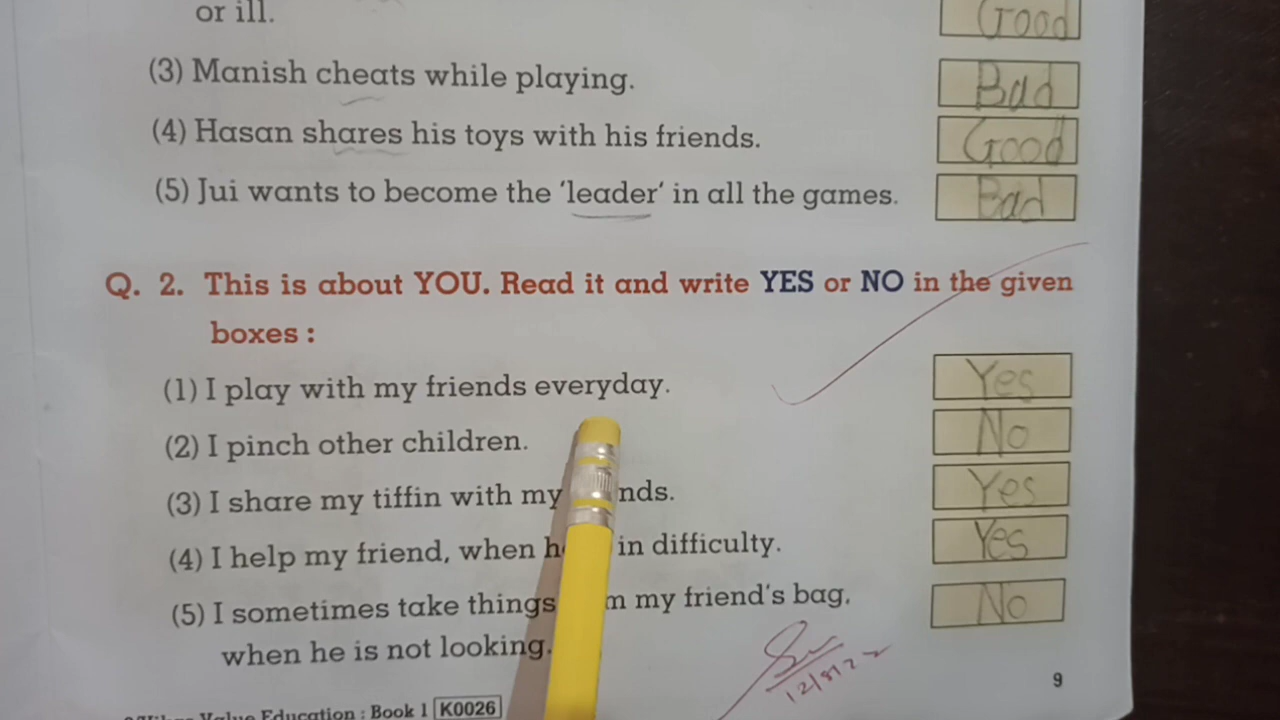 or ill. Good
(3) Manish cheats while playing. Bad
(4) Hasan shares his toys with his friends. Good
(5) Jui wants to become the 'leader' in all the games. Bad
Q. 2. This is about YOU. Read it and write YES or NO in the given
boxes :
(1) I play with my friends everyday. Yes
(2) I pinch other children. No
(3) I share my tiffin with my nds. Yes
(4) I help my friend, when in difficulty. Yes
(5) I sometimes take things my friend's bag, No
when he is not looking.
12/8/22
9
Value Education : Book 1 K0026